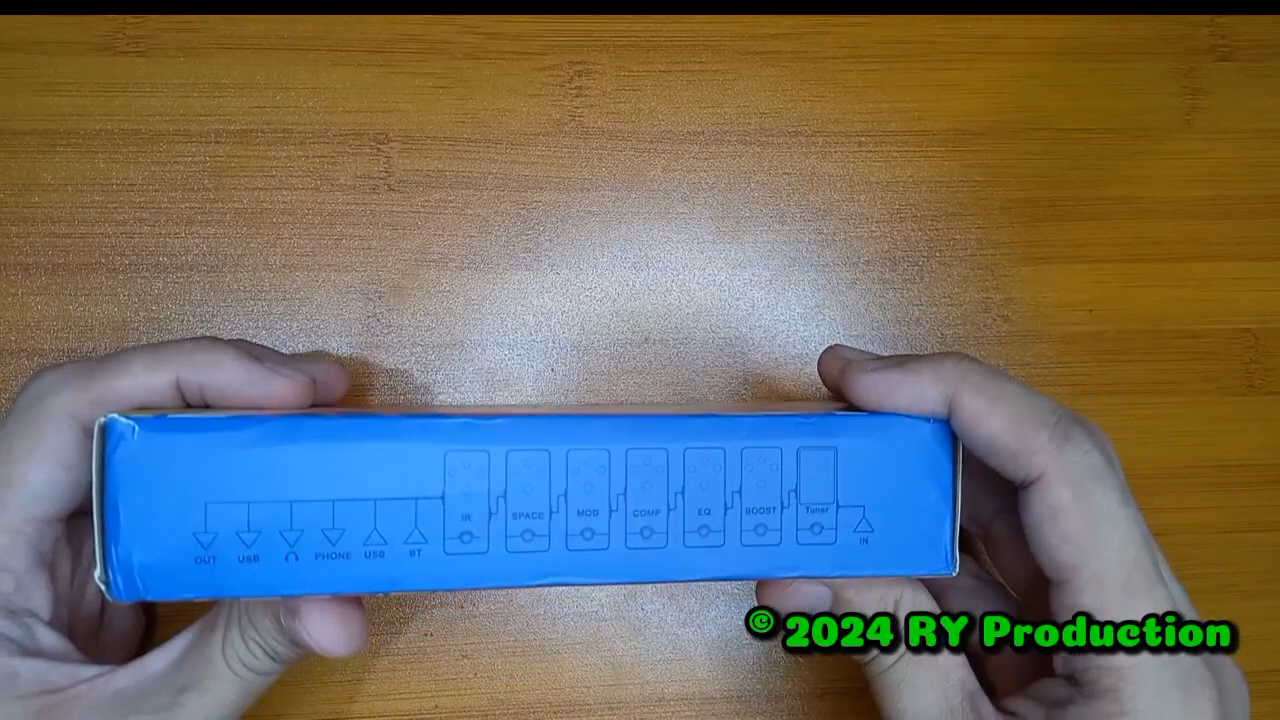 IR SPACE MOD COMP EQ BOOST Tuner
OUT USB PHONE USB BT IN
© 2024 RY Production